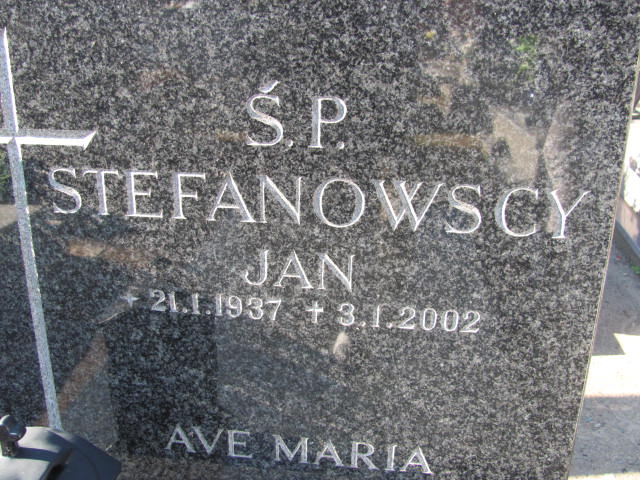 Ś.P.
STEFANOWSCY
JAN
* 21.1.1937 + 3.1.2002
AVE MARIA